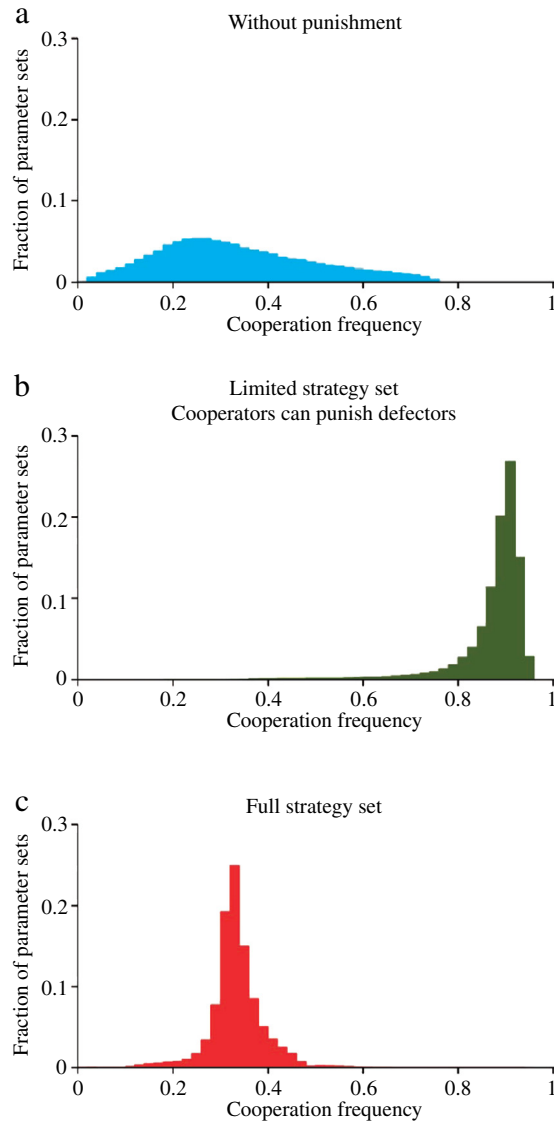 a
Without punishment
Fraction of parameter sets
0.3
0.2
0.1
0
0 0.2 0.4 0.6 0.8 1
Cooperation frequency
b
Limited strategy set
Cooperators can punish defectors
Fraction of parameter sets
0.3
0.2
0.1
0
0 0.2 0.4 0.6 0.8 1
Cooperation frequency
c
Full strategy set
Fraction of parameter sets
0.3
0.2
0.1
0
0 0.2 0.4 0.6 0.8 1
Cooperation frequency